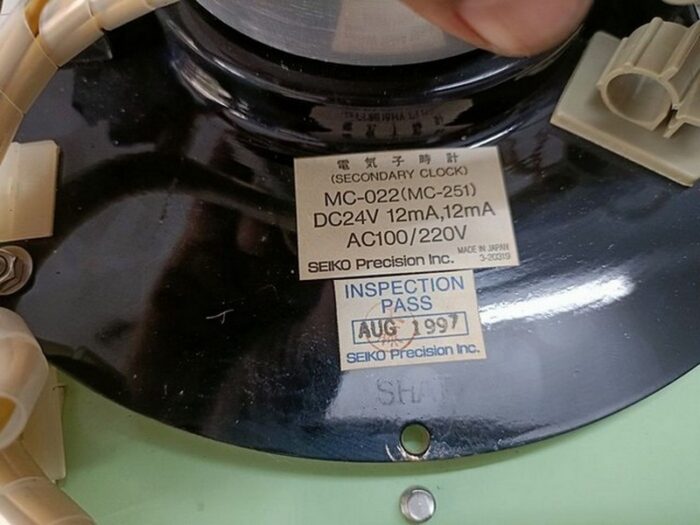 電気子時計
(SECONDARY CLOCK)
MC-022(MC-251)
DC24V 12mA,12mA
AC100/220V
MADE IN JAPAN
SEIKO Precision Inc.
3-20319
INSPECTION
PASS
AUG 1997
SEIKO Precision Inc.